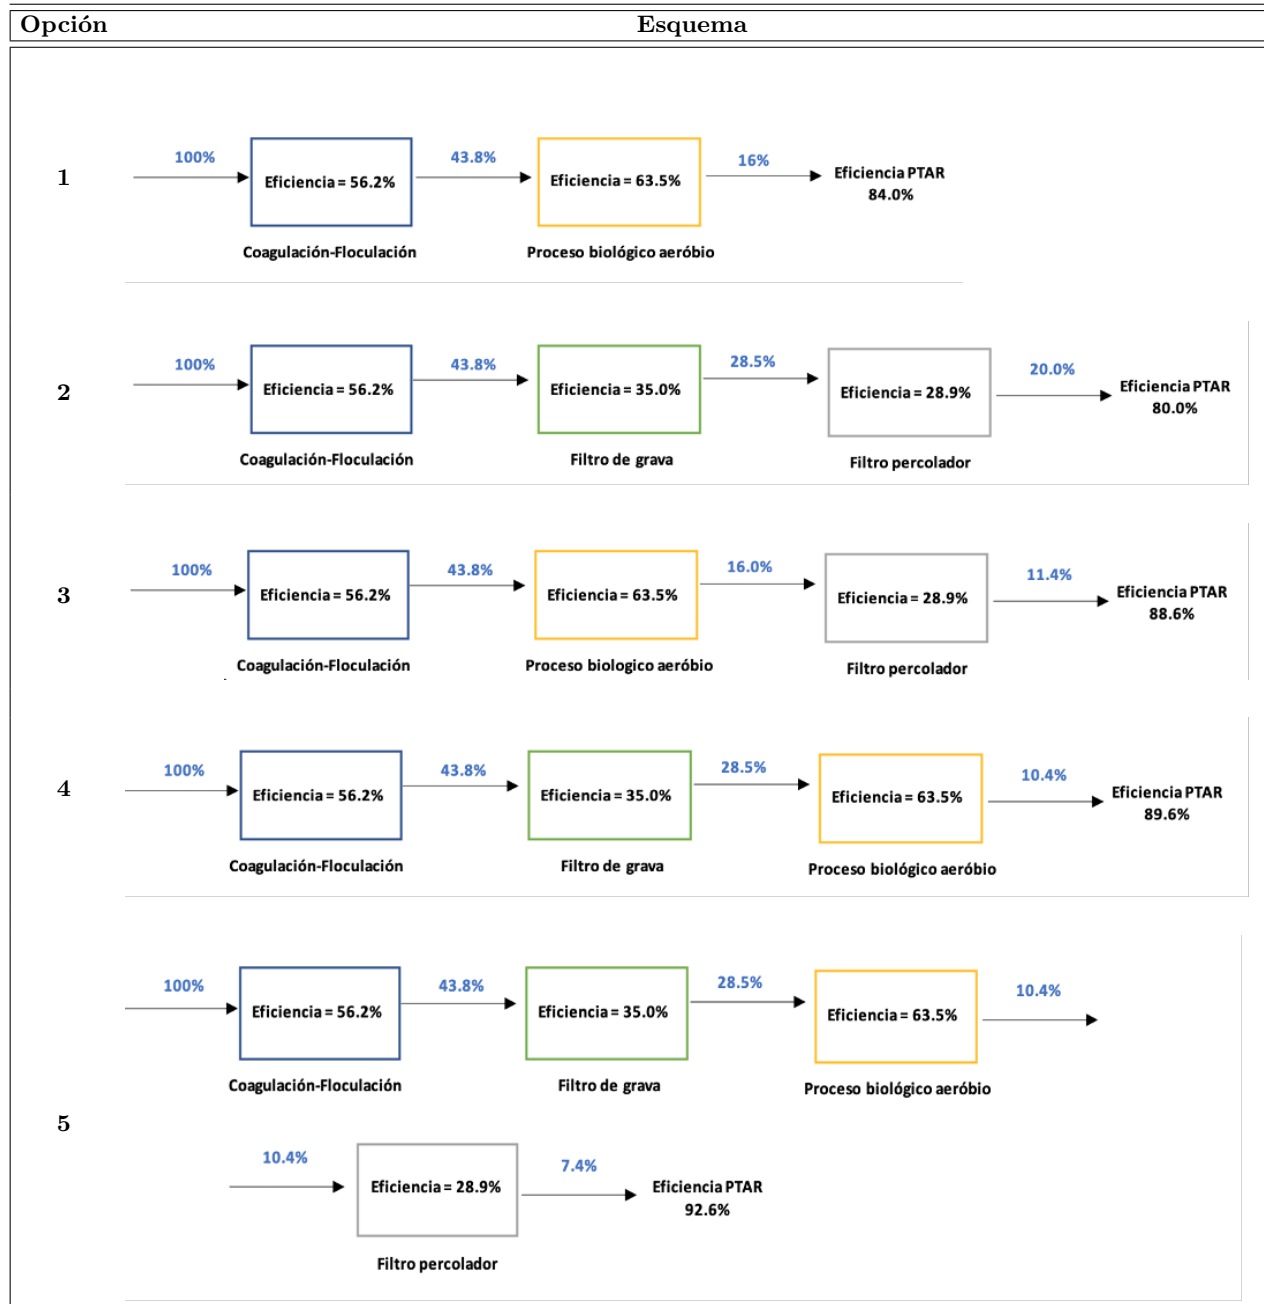 Opción Esquema
1
100% 43.8% 16%
Eficiencia = 56.2% Eficiencia = 63.5% Eficiencia PTAR
84.0%
Coagulación-Floculación Proceso biológico aeróbio
2
100% 43.8% 28.5% 20.0%
Eficiencia = 56.2% Eficiencia = 35.0% Eficiencia = 28.9% Eficiencia PTAR
80.0%
Coagulación-Floculación Filtro de grava Filtro percolador
3
100% 43.8% 16.0% 11.4%
Eficiencia = 56.2% Eficiencia = 63.5% Eficiencia = 28.9% Eficiencia PTAR
88.6%
Coagulación-Floculación Proceso biologico aeróbio Filtro percolador
4
100% 43.8% 28.5% 10.4%
Eficiencia = 56.2% Eficiencia = 35.0% Eficiencia = 63.5% Eficiencia PTAR
89.6%
Coagulación-Floculación Filtro de grava Proceso biológico aeróbio
5
100% 43.8% 28.5% 10.4%
Eficiencia = 56.2% Eficiencia = 35.0% Eficiencia = 63.5%
Coagulación-Floculación Filtro de grava Proceso biológico aeróbio
10.4% 7.4%
Eficiencia = 28.9% Eficiencia PTAR
92.6%
Filtro percolador